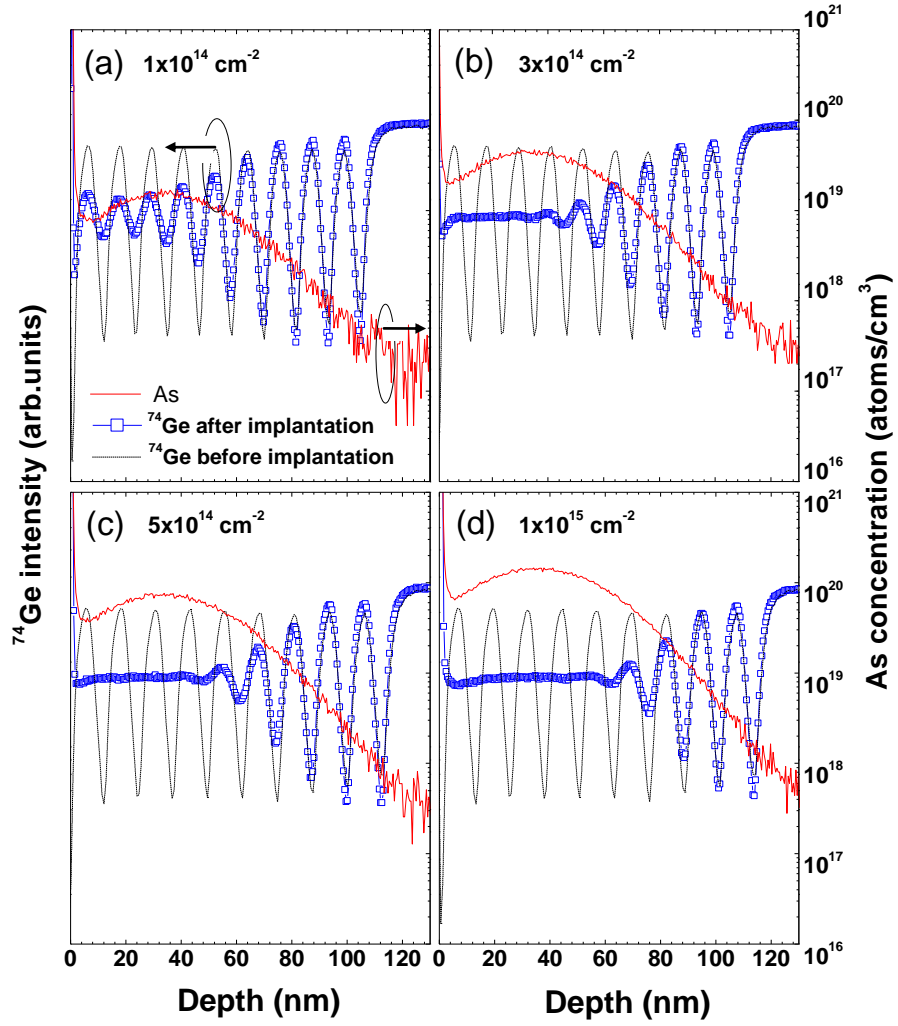 (a) 1x10¹⁴ cm⁻²
(b) 3x10¹⁴ cm⁻²
As
⁷⁴Ge after implantation
⁷⁴Ge before implantation
(c) 5x10¹⁴ cm⁻²
(d) 1x10¹⁵ cm⁻²
⁷⁴Ge intensity (arb.units)
As concentration (atoms/cm³)
10²¹
10²⁰
10¹⁹
10¹⁸
10¹⁷
10¹⁶
10²¹
10²⁰
10¹⁹
10¹⁸
10¹⁷
10¹⁶
0 20 40 60 80 100 120
0 20 40 60 80 100 120
Depth (nm)
Depth (nm)